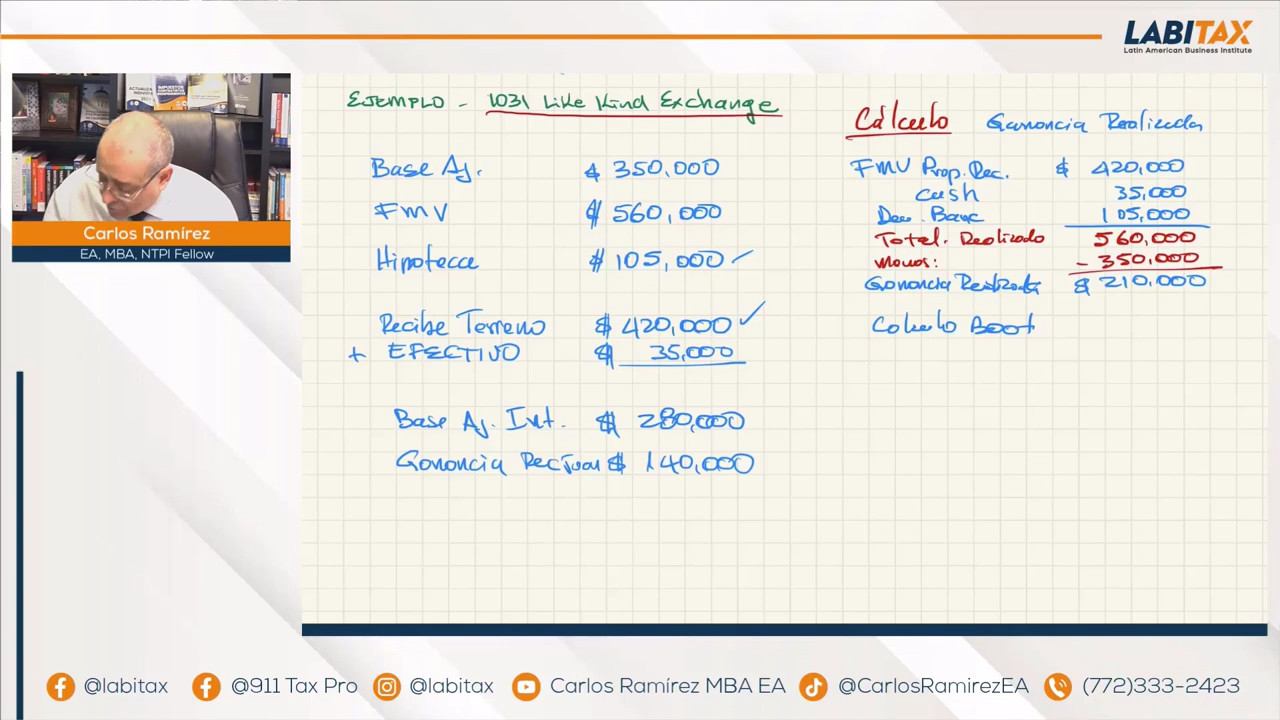 LABITAX
Latin American Business Institute
EJEMPLO - 1031 Like Kind Exchange
Base Aj. $ 350,000
FMV $ 560,000
Hipoteca $ 105,000
Recibe Terreno $ 420,000
+ EFECTIVO $ 35,000
Base Aj. Int. $ 280,000
Ganancia $ 140,000
Cálculo Ganancia Realizada
FMV Prop. Rec. $ 420,000
cash 35,000
105,000
Total. Realizado 560,000
Menos: - 350,000
Ganancia Realizada $ 210,000
Calculo Boot
Carlos Ramírez
EA, MBA, NTPI Fellow
@labitax @911 Tax Pro @labitax Carlos Ramírez MBA EA @CarlosRamirezEA (772)333-2423